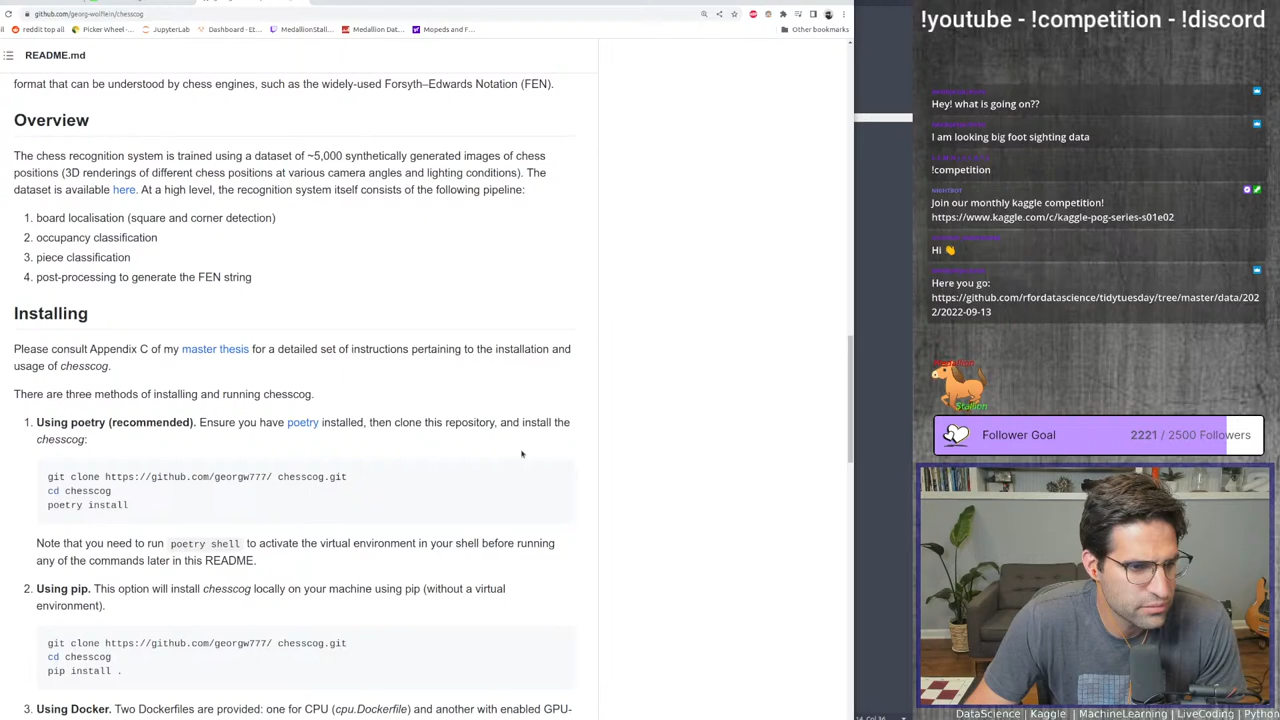 github.com/georg-wolflein/chesscog
reddit top all
Picker Wheel -...
JupyterLab
Dashboard - Et...
MedallionStall...
Medallion Dat...
Mopeds and F...
Other bookmarks
README.md
format that can be understood by chess engines, such as the widely-used Forsyth–Edwards Notation (FEN).
Overview
The chess recognition system is trained using a dataset of ~5,000 synthetically generated images of chess
positions (3D renderings of different chess positions at various camera angles and lighting conditions). The
dataset is available here. At a high level, the recognition system itself consists of the following pipeline:
1. board localisation (square and corner detection)
2. occupancy classification
3. piece classification
4. post-processing to generate the FEN string
Installing
Please consult Appendix C of my master thesis for a detailed set of instructions pertaining to the installation and
usage of chesscog.
There are three methods of installing and running chesscog.
1. Using poetry (recommended). Ensure you have poetry installed, then clone this repository, and install the
chesscog:
git clone https://github.com/georgw777/ chesscog.git
cd chesscog
poetry install
Note that you need to run poetry shell to activate the virtual environment in your shell before running
any of the commands later in this README.
2. Using pip. This option will install chesscog locally on your machine using pip (without a virtual
environment).
git clone https://github.com/georgw777/ chesscog.git
cd chesscog
pip install .
3. Using Docker. Two Dockerfiles are provided: one for CPU (cpu.Dockerfile) and another with enabled GPU-
!youtube - !competition - !discord
Hey! what is going on??
I am looking big foot sighting data
!competition
NIGHTBOT
Join our monthly kaggle competition!
https://www.kaggle.com/c/kaggle-pog-series-s01e02
Hi 👋
Here you go:
https://github.com/rfordatascience/tidytuesday/tree/master/data/202
2/2022-09-13
Medallion
Stallion
Follower Goal
2221 / 2500 Followers
DataScience | Kaggle | MachineLearning | LiveCoding | Python